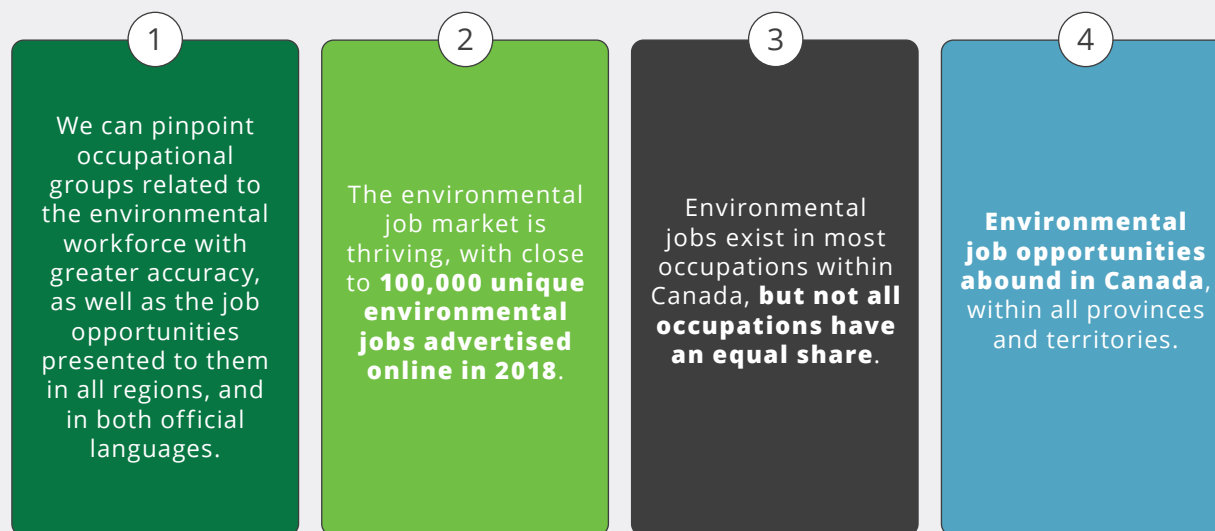 1
We can pinpoint
occupational
groups related to
the environmental
workforce with
greater accuracy,
as well as the job
opportunities
presented to them
in all regions, and
in both official
languages.
2
The environmental
job market is
thriving, with close
to 100,000 unique
environmental
jobs advertised
online in 2018.
3
Environmental
jobs exist in most
occupations within
Canada, but not all
occupations have
an equal share.
4
Environmental
job opportunities
abound in Canada,
within all provinces
and territories.